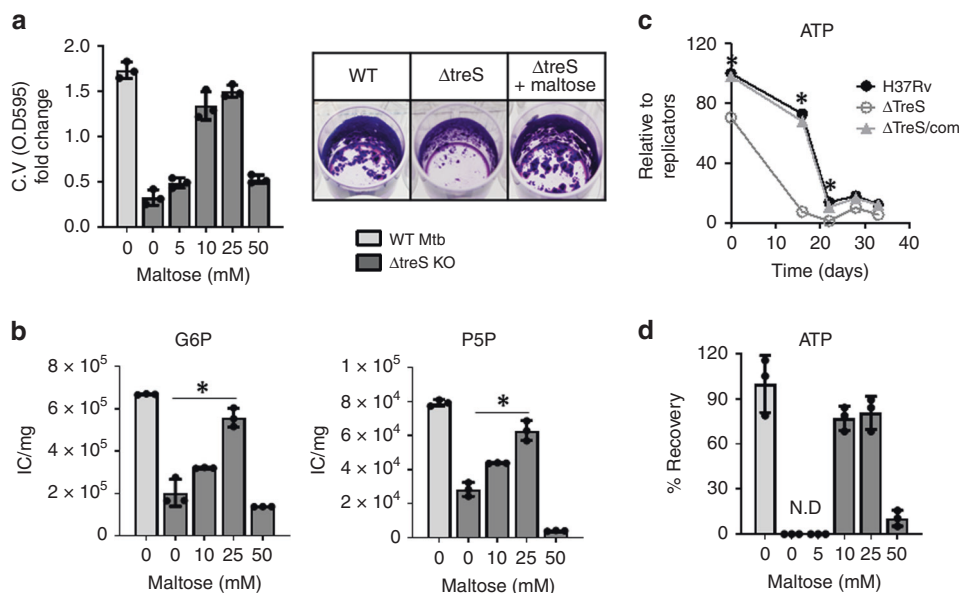 a
2.0
1.5
1.0
0.5
0.0
C.V (O.D595)
fold change
0 0 5 10 25 50
Maltose (mM)
WT ΔtreS ΔtreS
+ maltose
WT Mtb
ΔtreS KO
b
G6P
8 × 10⁵
6 × 10⁵
4 × 10⁵
2 × 10⁵
0
IC/mg
*
0 0 10 25 50
Maltose (mM)
P5P
1 × 10⁵
8 × 10⁴
6 × 10⁴
4 × 10⁴
2 × 10⁴
0
IC/mg
*
0 0 10 25 50
Maltose (mM)
c
ATP
120
80
40
0
Relative to
replicators
*
*
*
H37Rv
ΔTreS
ΔTreS/com
0 10 20 30 40
Time (days)
d
ATP
120
90
60
30
0
% Recovery
N.D
0 0 5 10 25 50
Maltose (mM)